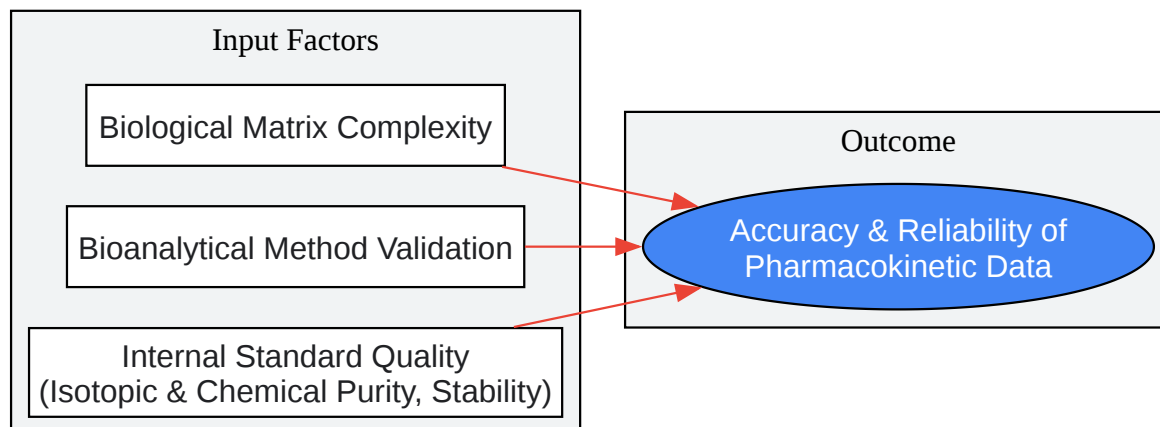 Input Factors
Biological Matrix Complexity
Bioanalytical Method Validation
Internal Standard Quality
(Isotopic & Chemical Purity, Stability)
Outcome
Accuracy & Reliability of
Pharmacokinetic Data